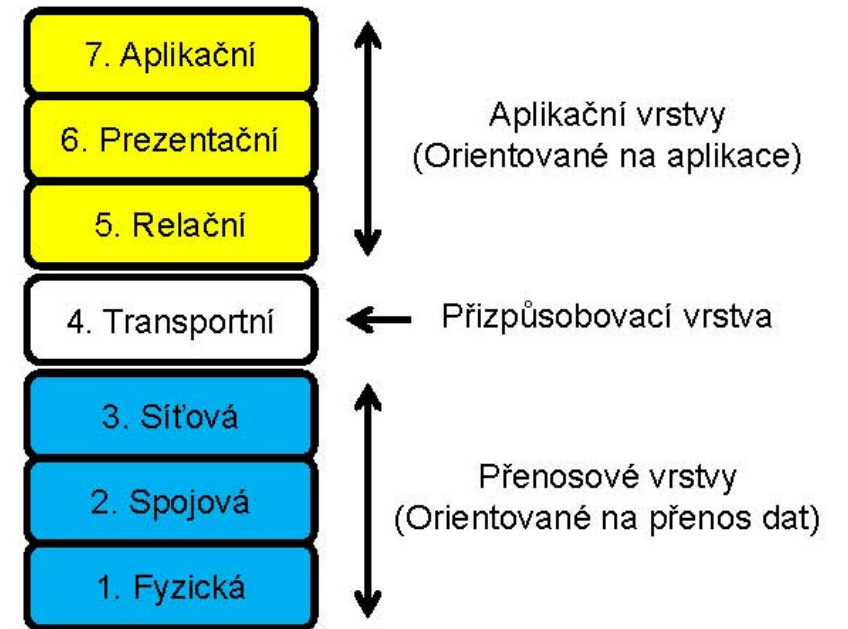 7. Aplikační
6. Prezentační
5. Relační
Aplikační vrstvy
(Orientované na aplikace)
4. Transportní
Přizpůsobovací vrstva
3. Síťová
2. Spojová
1. Fyzická
Přenosové vrstvy
(Orientované na přenos dat)